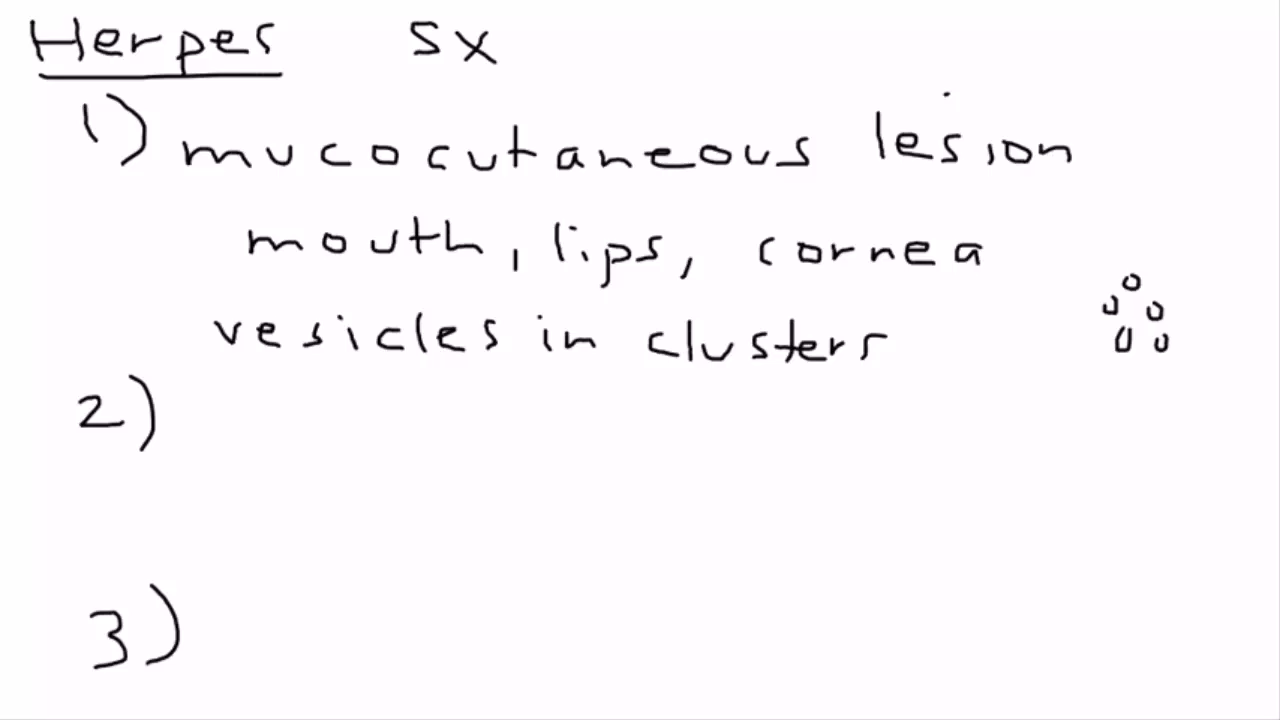 Herpes sx
1) mucocutaneous lesion
mouth, lips, cornea
vesicles in clusters
2)
3)